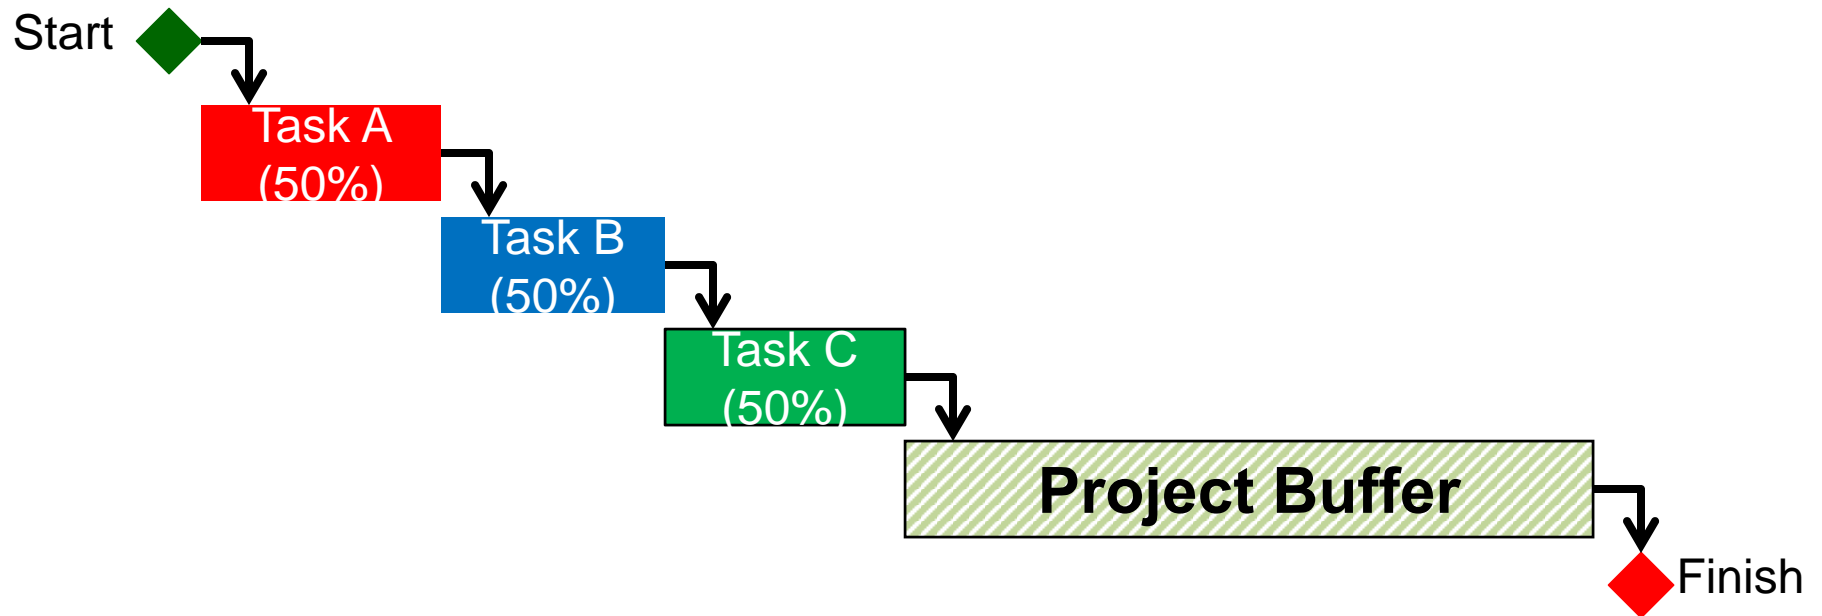 Start
Task A
(50%)
Task B
(50%)
Task C
(50%)
Project Buffer
Finish